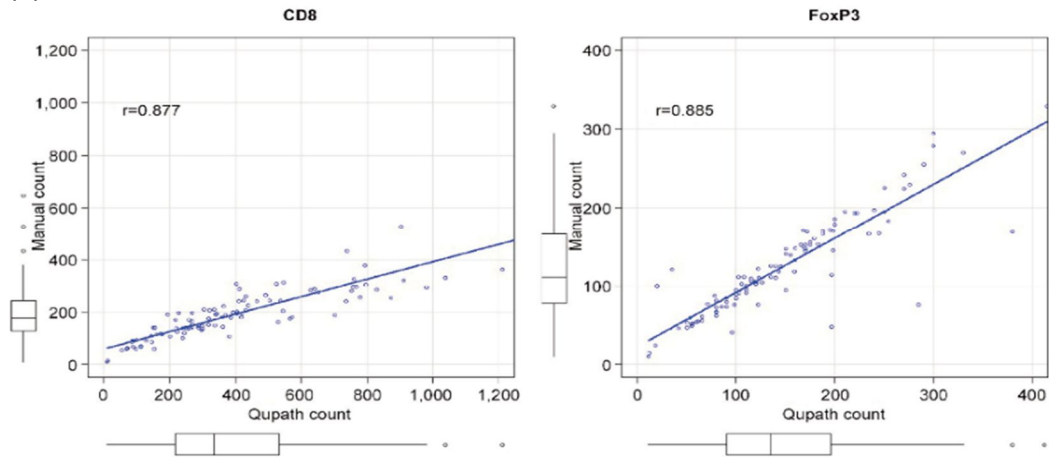 CD8
1,200
1,000
800
600
400
200
0
Manual count
r=0.877
0 200 400 600 800 1,000 1,200
Qupath count
FoxP3
400
300
200
100
0
Manual count
r=0.885
0 100 200 300 400
Qupath count